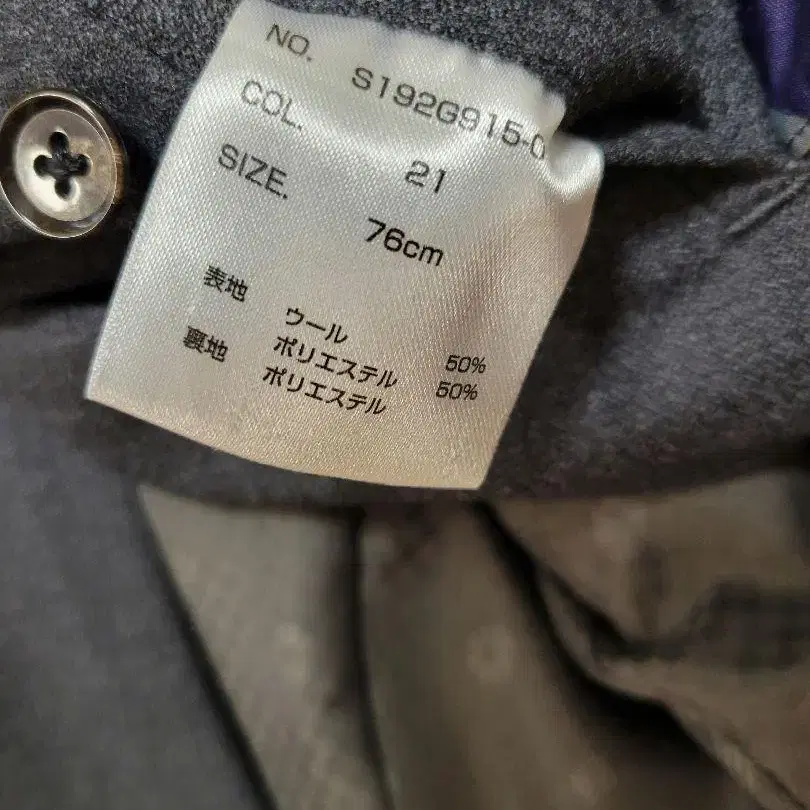 NO. S192G915-0
COL. 21
SIZE. 76cm
表地 ウール 50%
ポリエステル 50%
裏地 ポリエステル